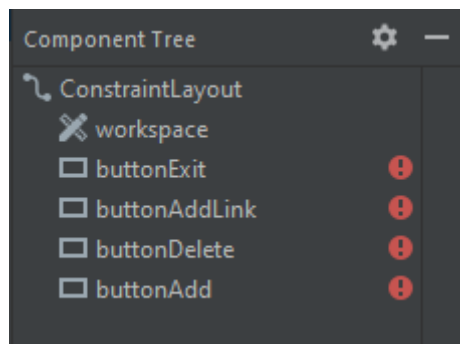 Component Tree
ConstraintLayout
workspace
buttonExit
buttonAddLink
buttonDelete
buttonAdd